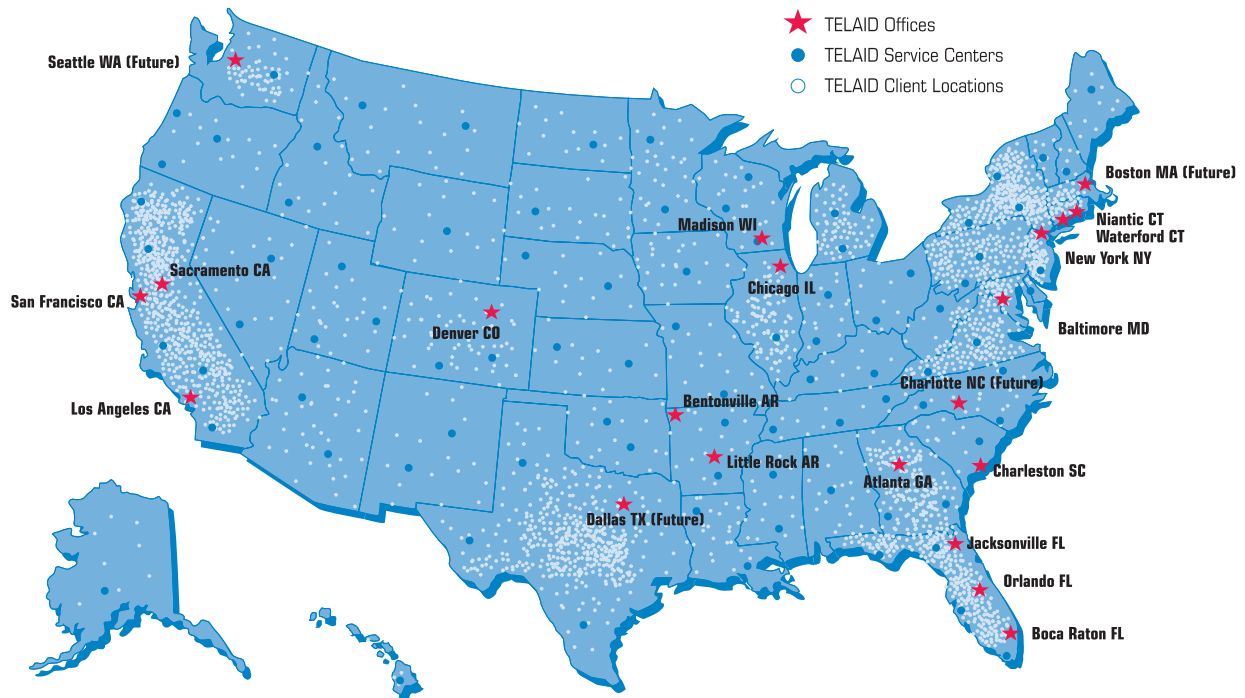 TELAID Offices
TELAID Service Centers
TELAID Client Locations
Seattle WA (Future)
Boston MA (Future)
Niantic CT
Waterford CT
Madison WI
New York NY
Sacramento CA
San Francisco CA
Chicago IL
Denver CO
Baltimore MD
Charlotte NC (Future)
Los Angeles CA
Bentonville AR
Little Rock AR
Charleston SC
Atlanta GA
Dallas TX (Future)
Jacksonville FL
Orlando FL
Boca Raton FL